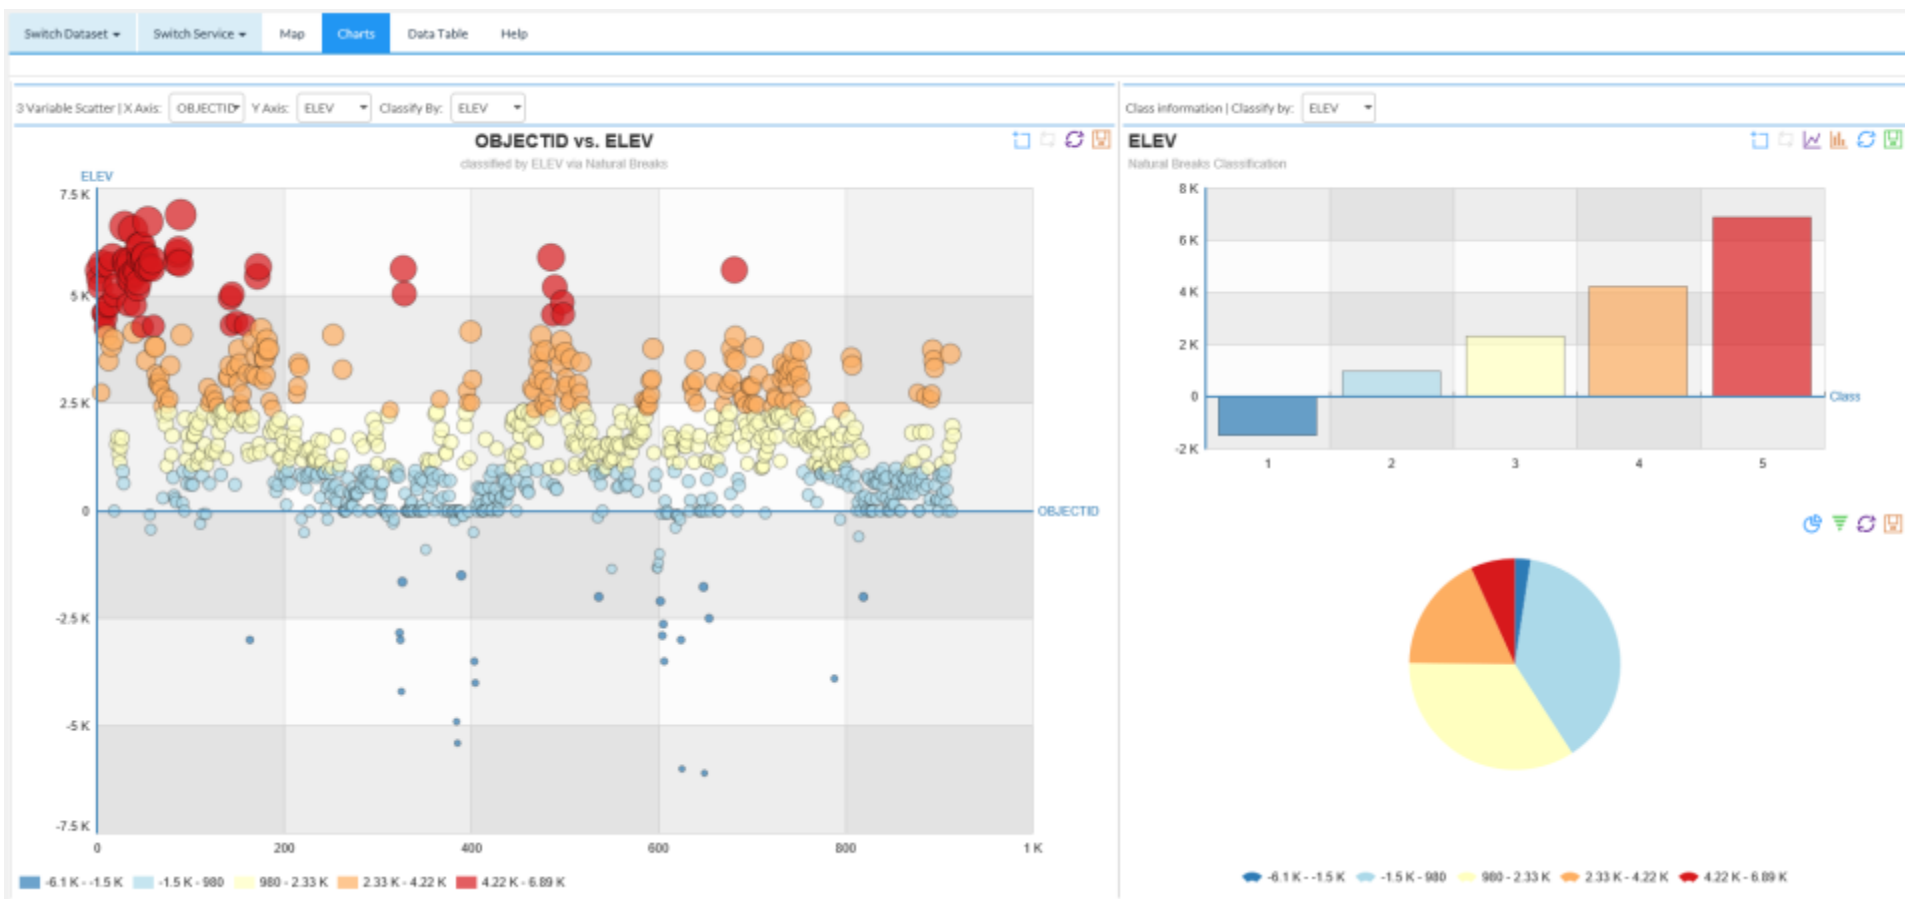 Switch Dataset Switch Service Map Charts Data Table Help
3 Variable Scatter | X Axis: OBJECTID Y Axis: ELEV Classify By: ELEV
OBJECTID vs. ELEV
classified by ELEV via Natural Breaks
ELEV
7.5 K
5 K
2.5 K
0
OBJECTID
-2.5 K
-5 K
-7.5 K
0 200 400 600 800 1 K
-6.1 K - -1.5 K -1.5 K - 980 980 - 2.33 K 2.33 K - 4.22 K 4.22 K - 6.89 K
Class information | Classify by: ELEV
ELEV
Natural Breaks Classification
8 K
6 K
4 K
2 K
0
Class
-2 K
1 2 3 4 5
-6.1 K - -1.5 K -1.5 K - 980 980 - 2.33 K 2.33 K - 4.22 K 4.22 K - 6.89 K